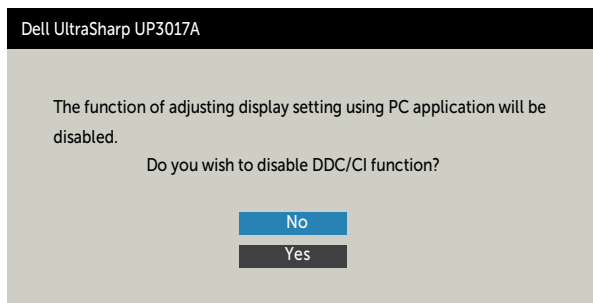 Dell UltraSharp UP3017A
The function of adjusting display setting using PC application will be
disabled.
Do you wish to disable DDC/CI function?
No
Yes